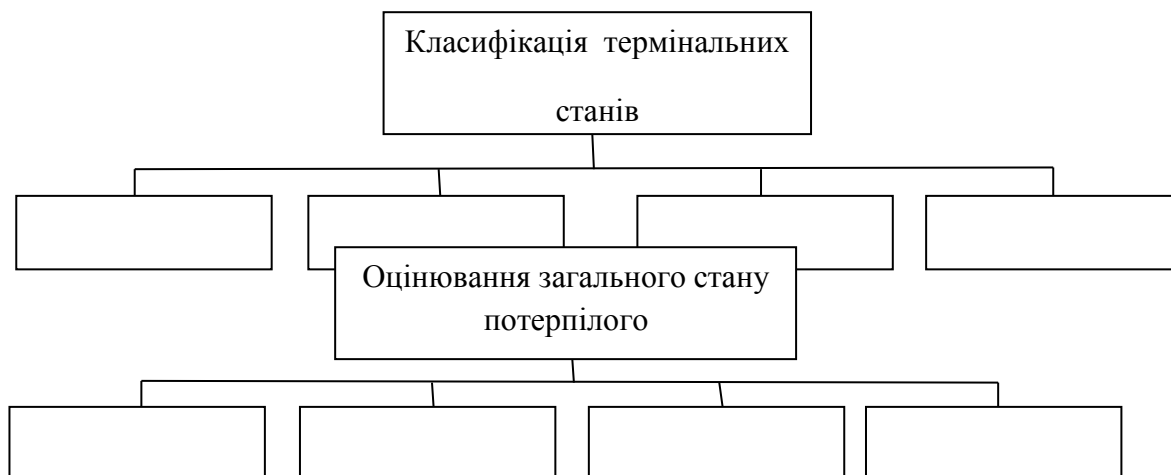 Класифікація термінальних
станів
Оцінювання загального стану
потерпілого